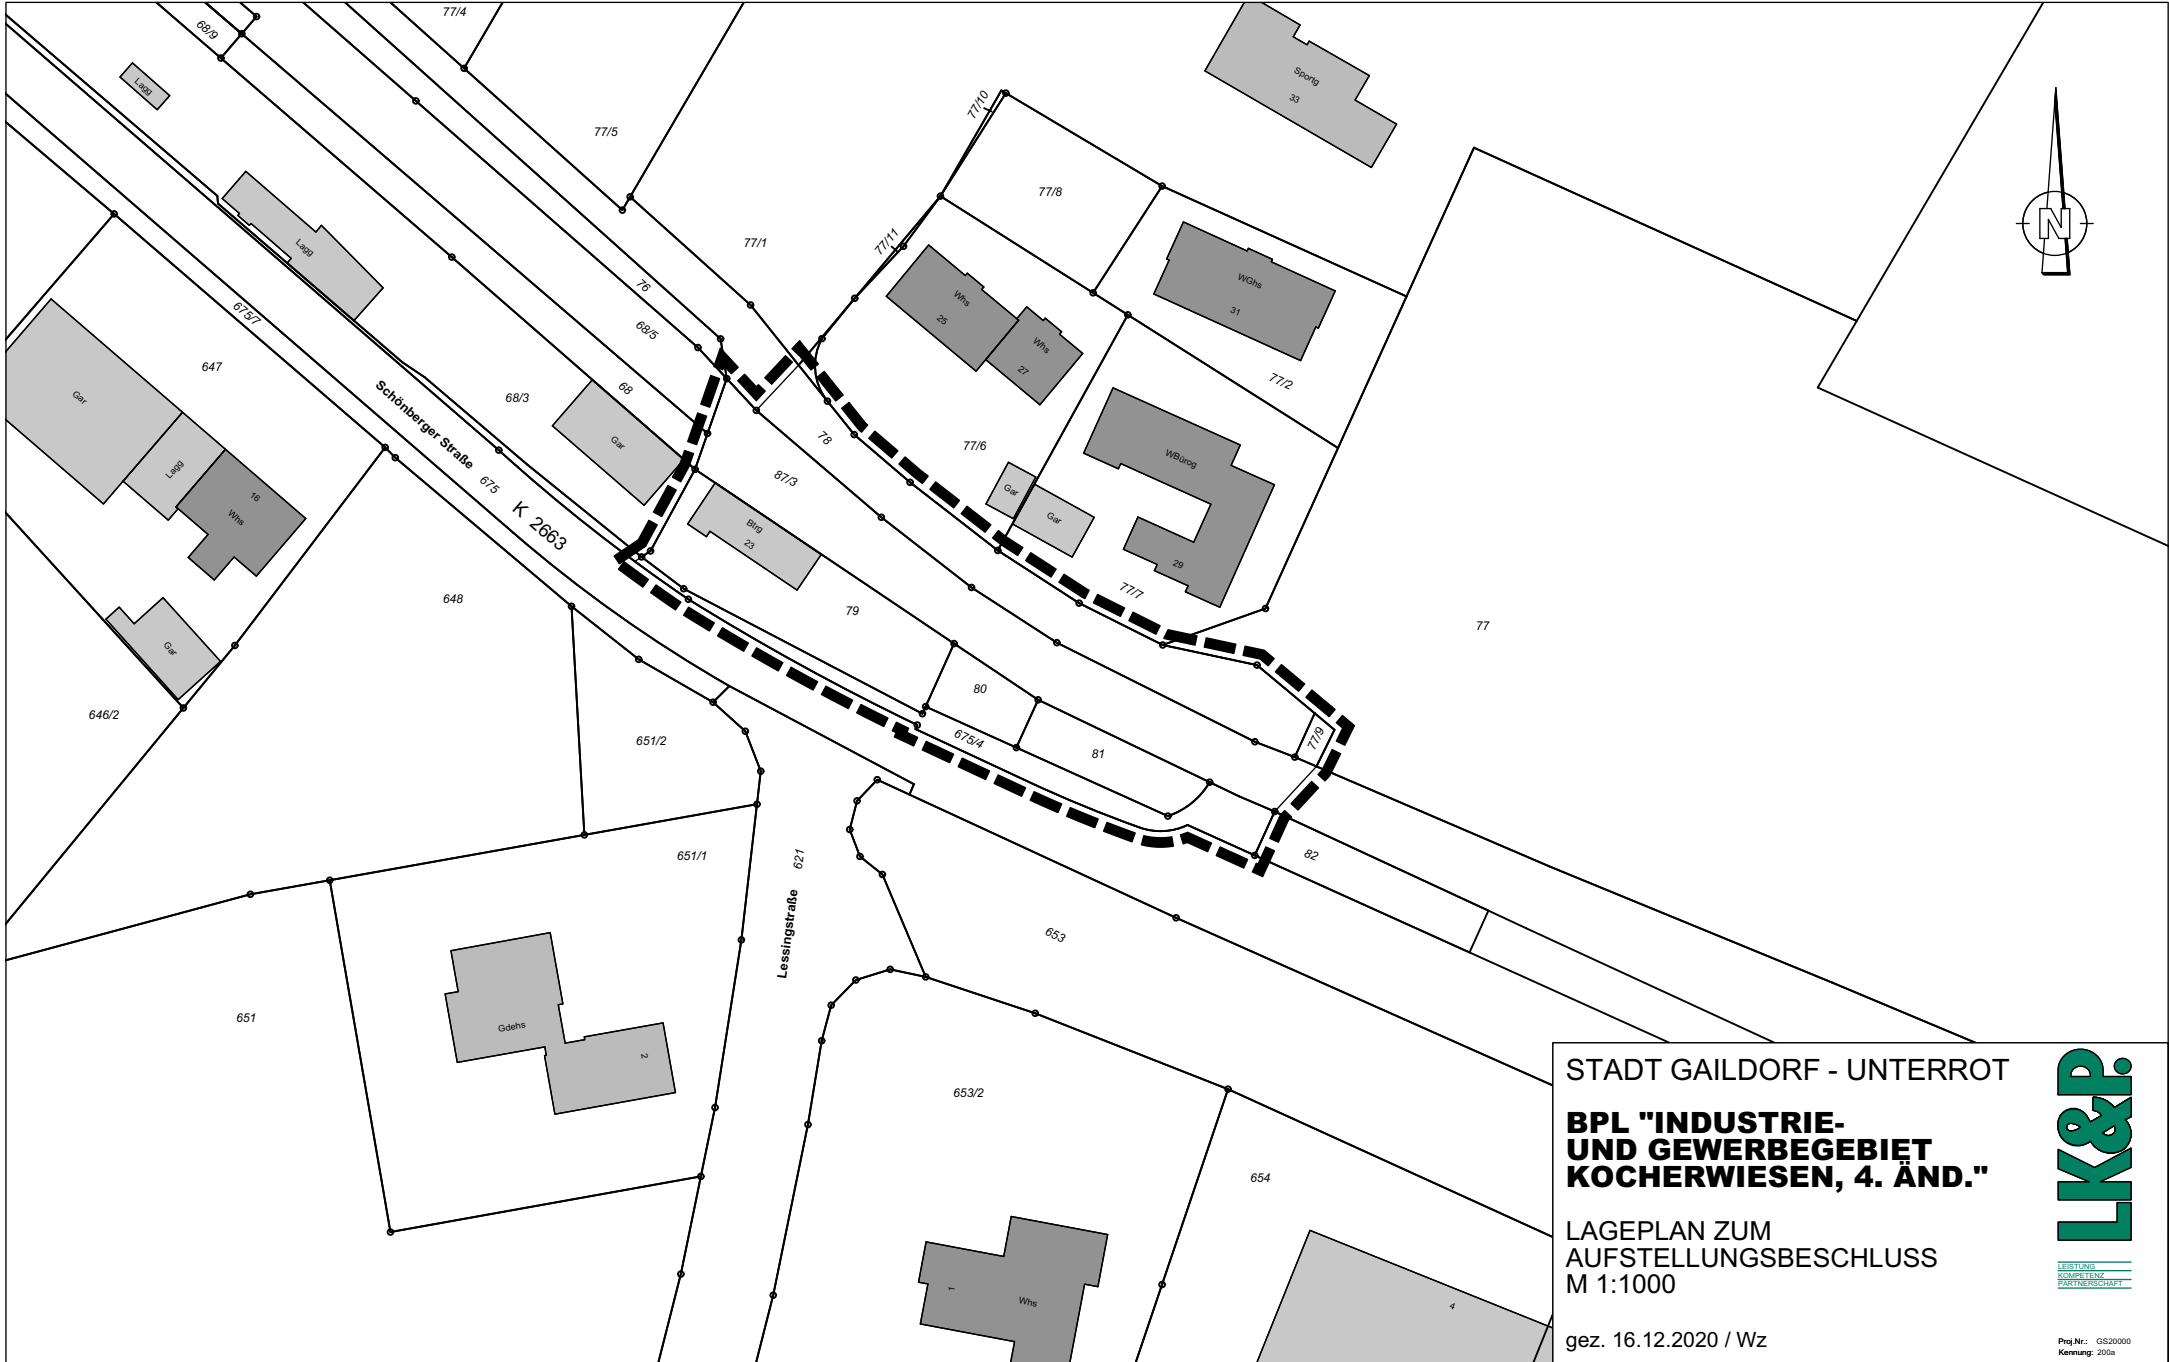 77/4
68/9
Lagg
77/5
77/10
Sportg
33
77/8
77/11
77/1
Lagg
76
68/5
675/7
Whs
25
Whs
27
WGhs
31
N
647
Gar
68/3
68
Schönberger Straße
675
K 2663
Gar
78
77/6
77/2
87/3
WBürog
Gar
Gar
29
Lagg
16
Whs
Btrg
23
77/7
648
79
77
Gar
646/2
80
651/2
675/4
81
77/9
651/1
621
Lessingstraße
82
653
651
Gdehs
2
653/2
654
1
Whs
4
STADT GAILDORF - UNTERROT
BPL "INDUSTRIE-
UND GEWERBEGEBIET
KOCHERWIESEN, 4. ÄND."
LAGEPLAN ZUM
AUFSTELLUNGSBESCHLUSS
M 1:1000
gez. 16.12.2020 / Wz
LK&P.
LEISTUNG
KOMPETENZ
PARTNERSCHAFT
Proj.Nr.: GS20000
Kennung: 200a